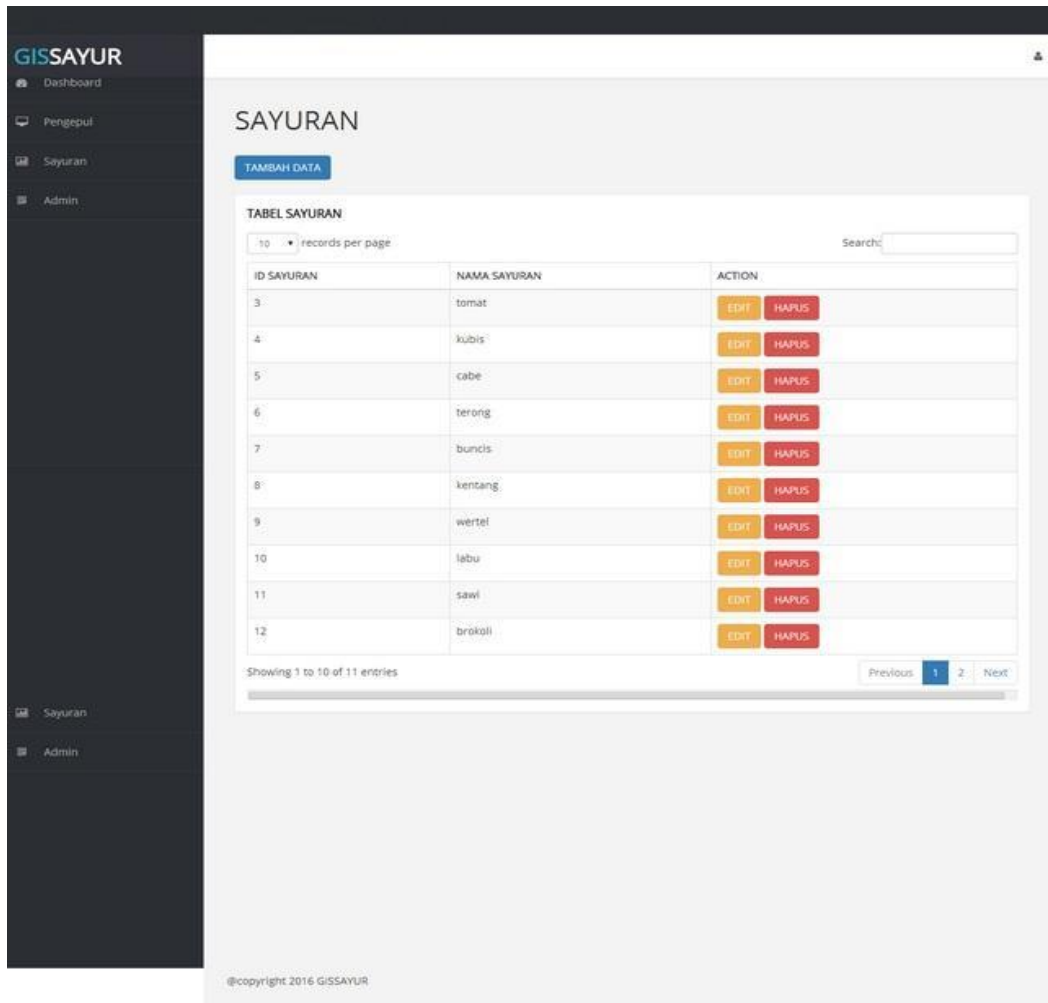 GISSAYUR
Dashboard
Pengepul
Sayuran
Admin
SAYURAN
TAMBAH DATA
TABEL SAYURAN
10 records per page Search:
ID SAYURAN NAMA SAYURAN ACTION
3 tomat EDIT HAPUS
4 kubis EDIT HAPUS
5 cabe EDIT HAPUS
6 terong EDIT HAPUS
7 buncis EDIT HAPUS
8 kentang EDIT HAPUS
9 wertel EDIT HAPUS
10 labu EDIT HAPUS
11 sawi EDIT HAPUS
12 brokoli EDIT HAPUS
Showing 1 to 10 of 11 entries Previous 1 2 Next
Sayuran
Admin
@copyright 2016 GISSAYUR